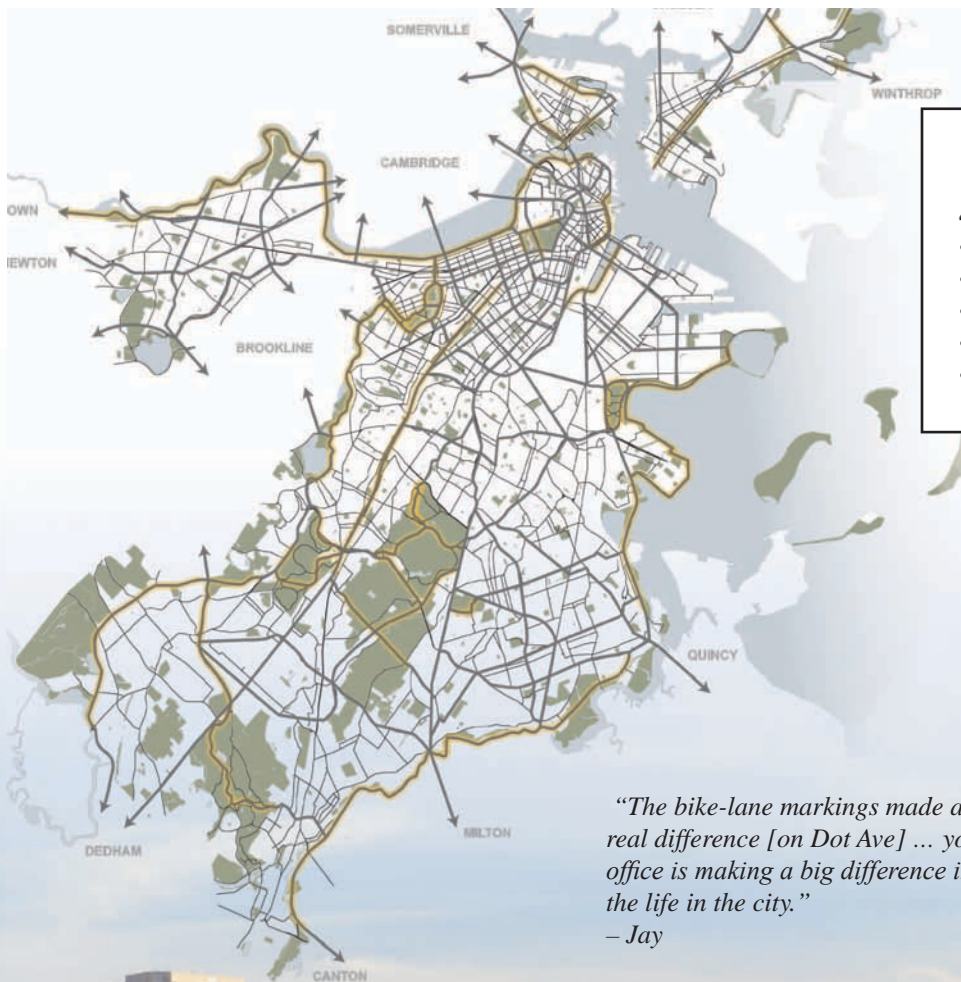 SOMERVILLE
WINTHROP
CAMBRIDGE
OWN
NEWTON
BROOKLINE
QUINCY
MILTON
DEDHAM
CANTON
“The bike-lane markings made a
real difference [on Dot Ave] ... yo
office is making a big difference i
the life in the city.”
– Jay